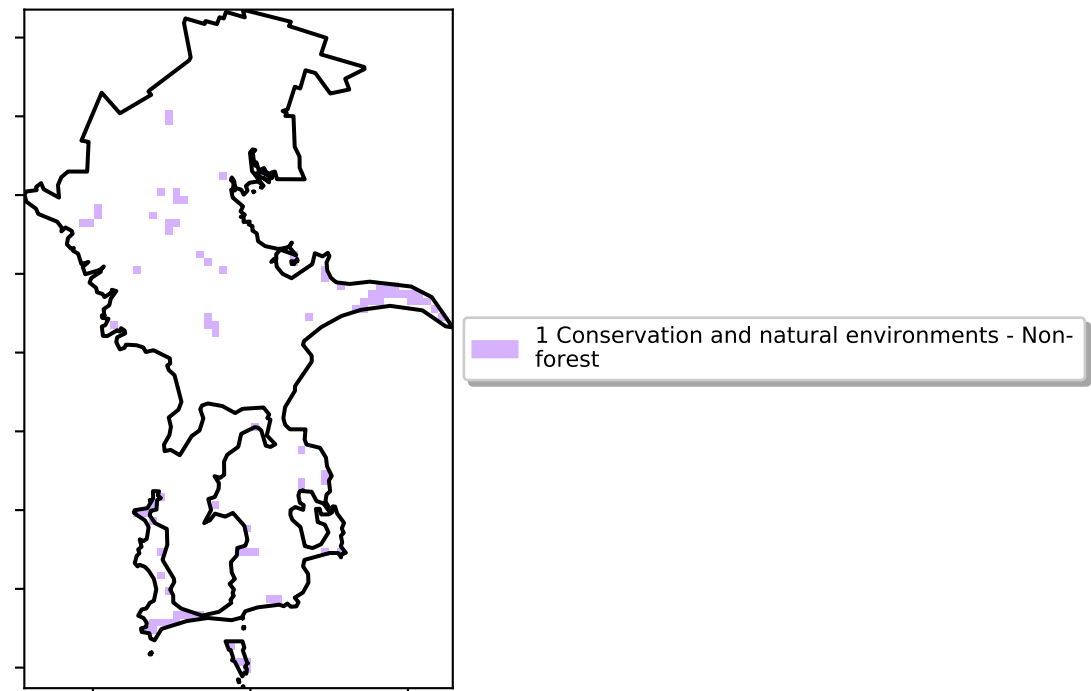 1 Conservation and natural environments - Non-
forest